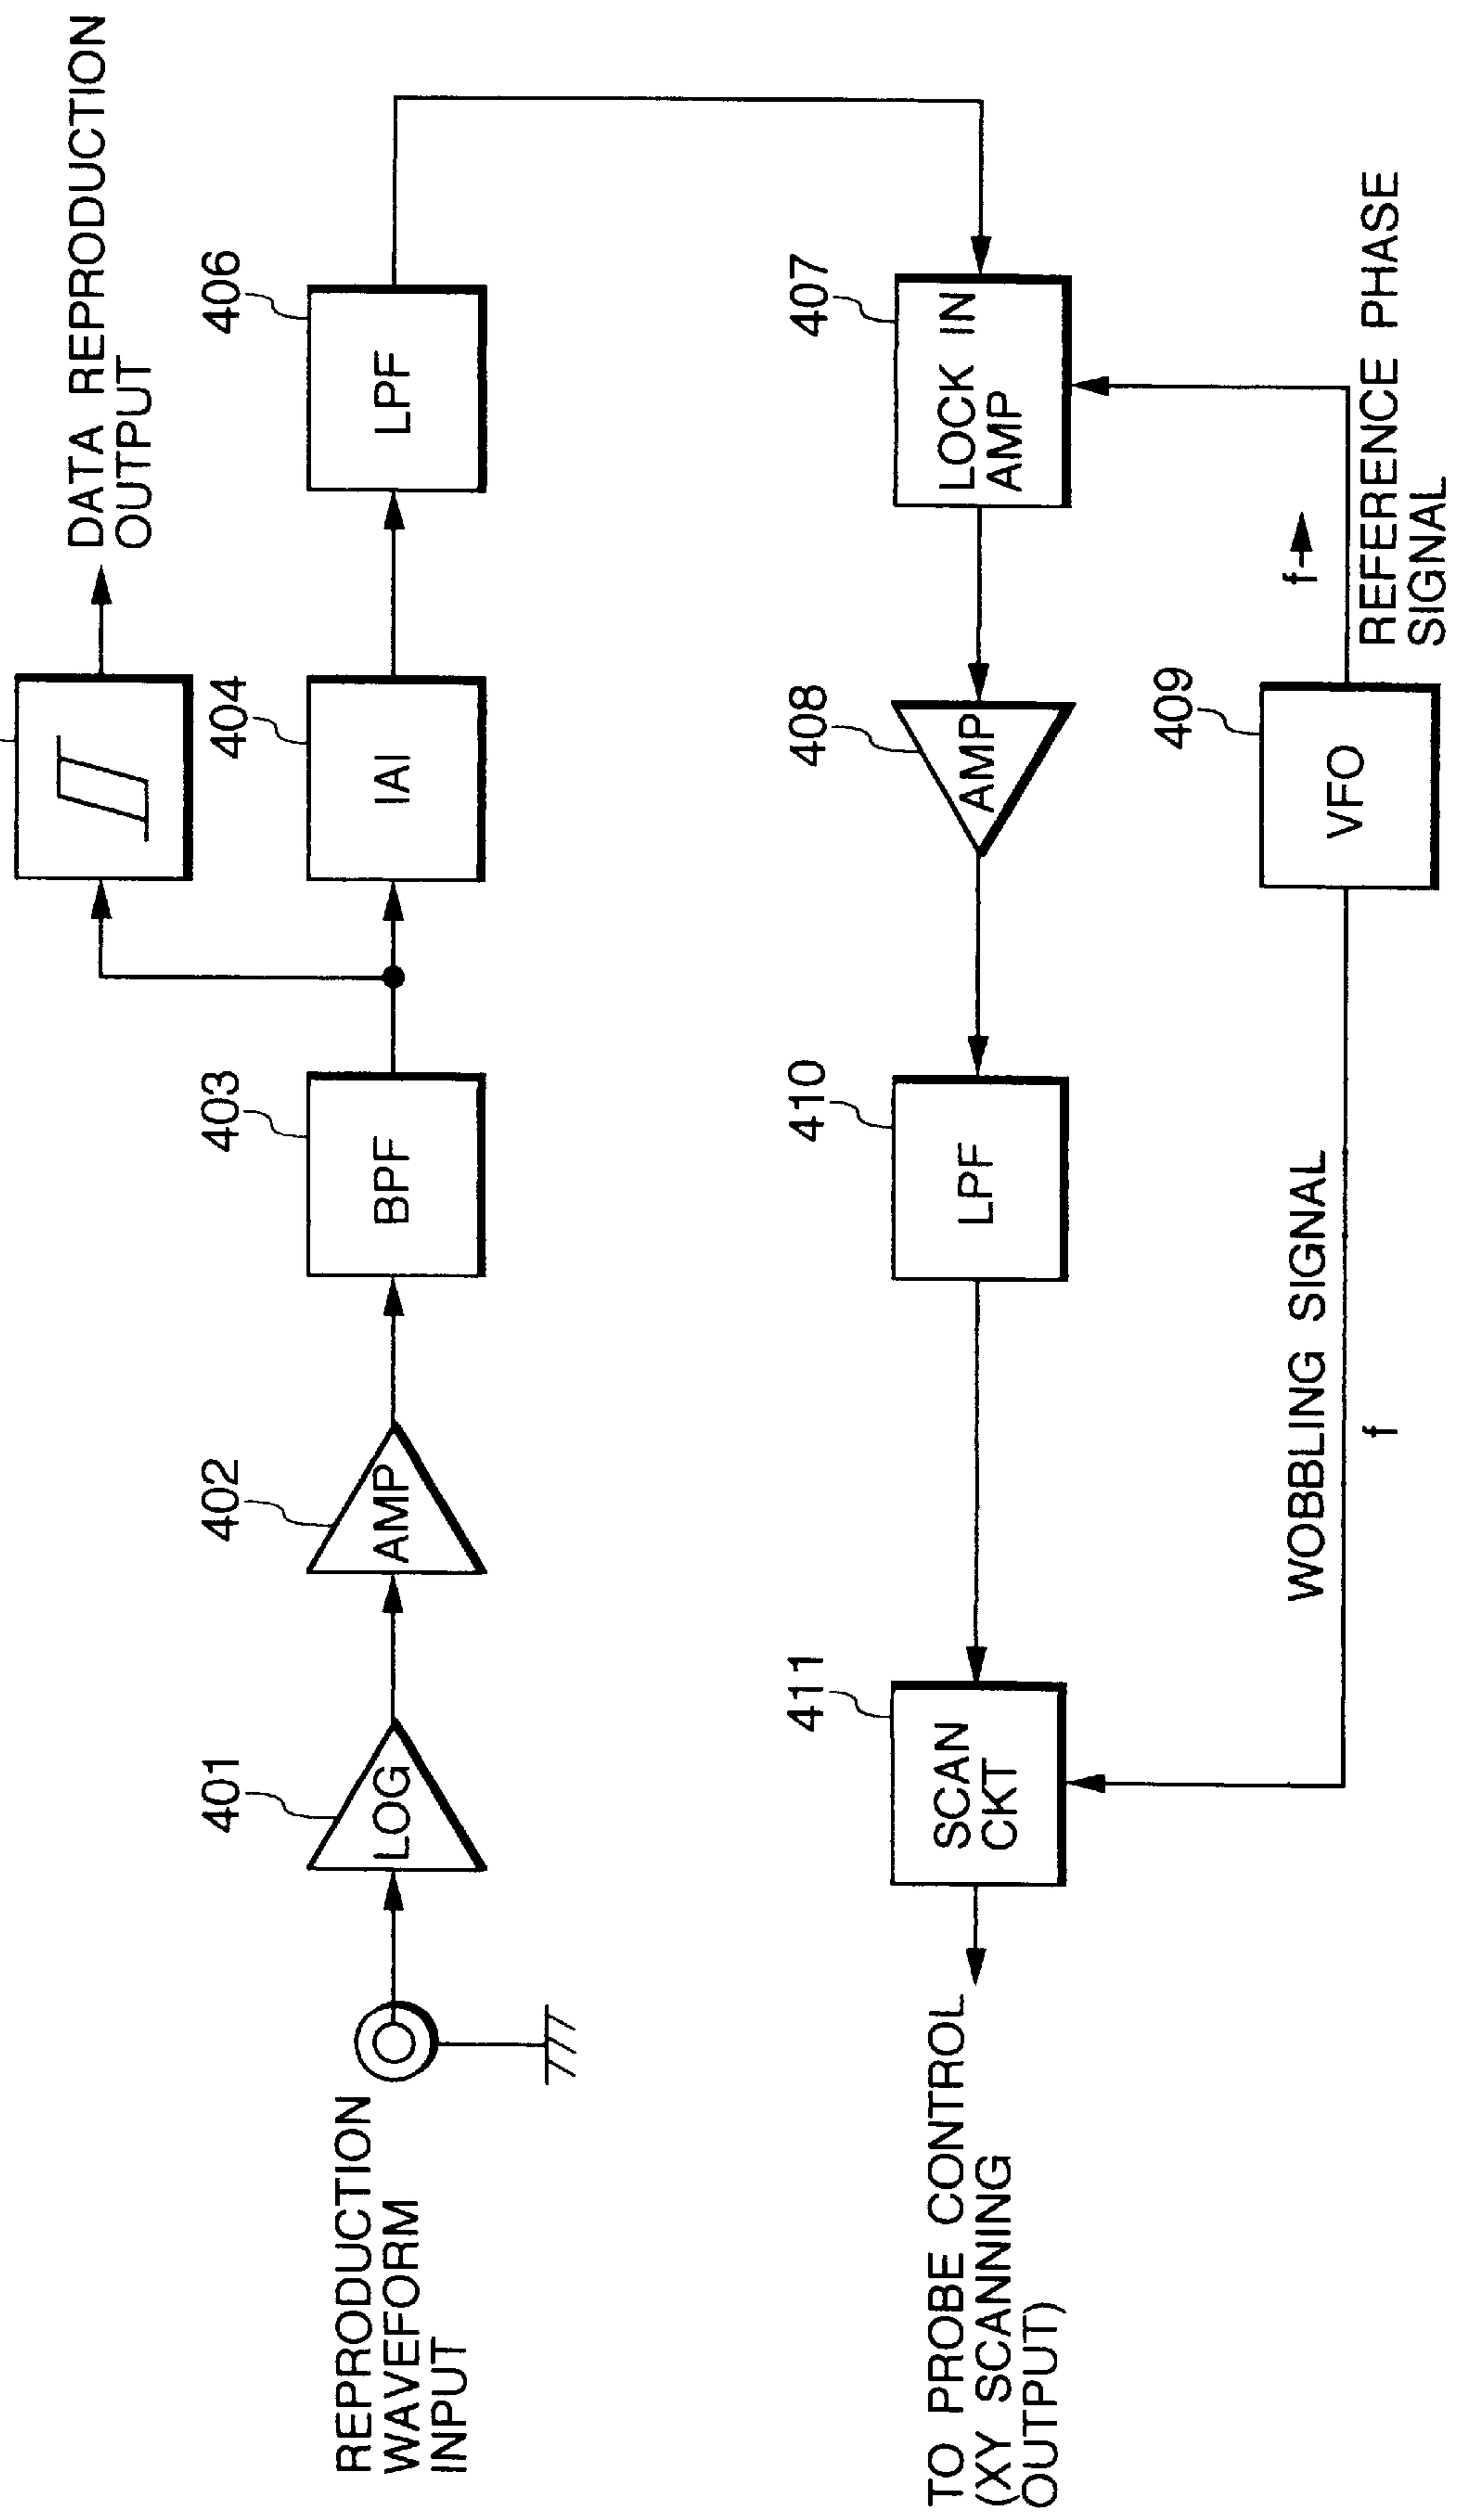 DATA REPRODUCTION
OUTPUT
404
406
401
402
403
REPRODUCTION
WAVEFORM
INPUT
LOG
AMP
BPF
IAI
LPF
411
410
408
407
TO PROBE CONTROL
(XY SCANNING
OUTPUT)
SCAN
CKT
LPF
AMP
LOCK IN
AMP
409
WOBBLING SIGNAL
f
VFO
f
REFERENCE PHASE
SIGNAL